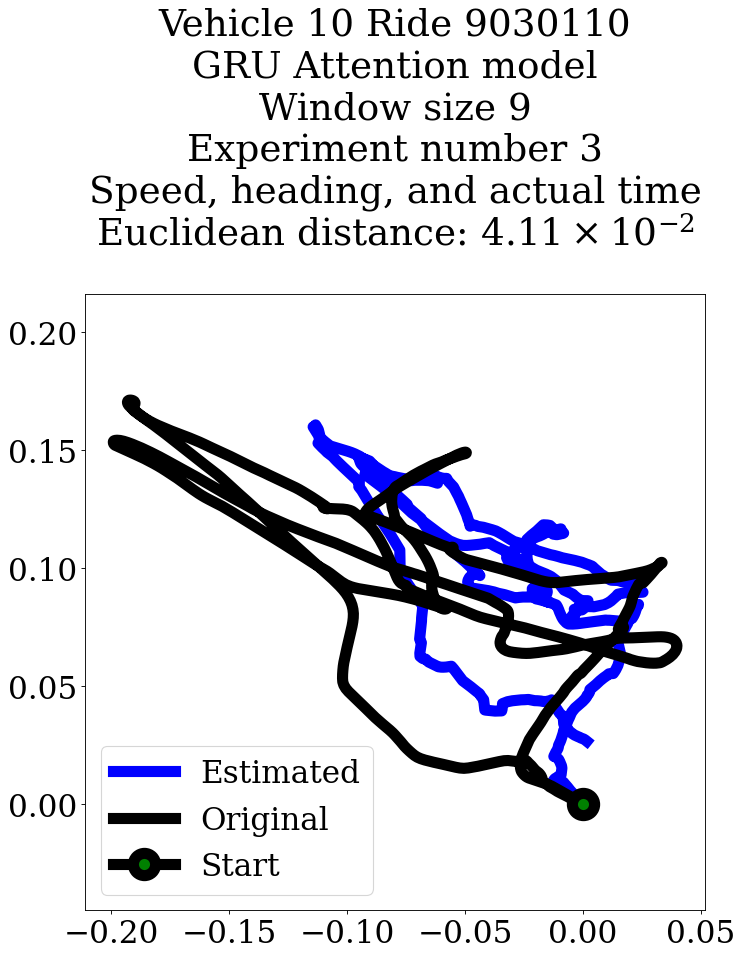 Vehicle 10 Ride 9030110
GRU Attention model
Window size 9
Experiment number 3
Speed, heading, and actual time
Euclidean distance: 4.11 × 10⁻²
0.20
0.15
0.10
0.05
0.00
Estimated
Original
Start
−0.20 −0.15 −0.10 −0.05 0.00 0.05